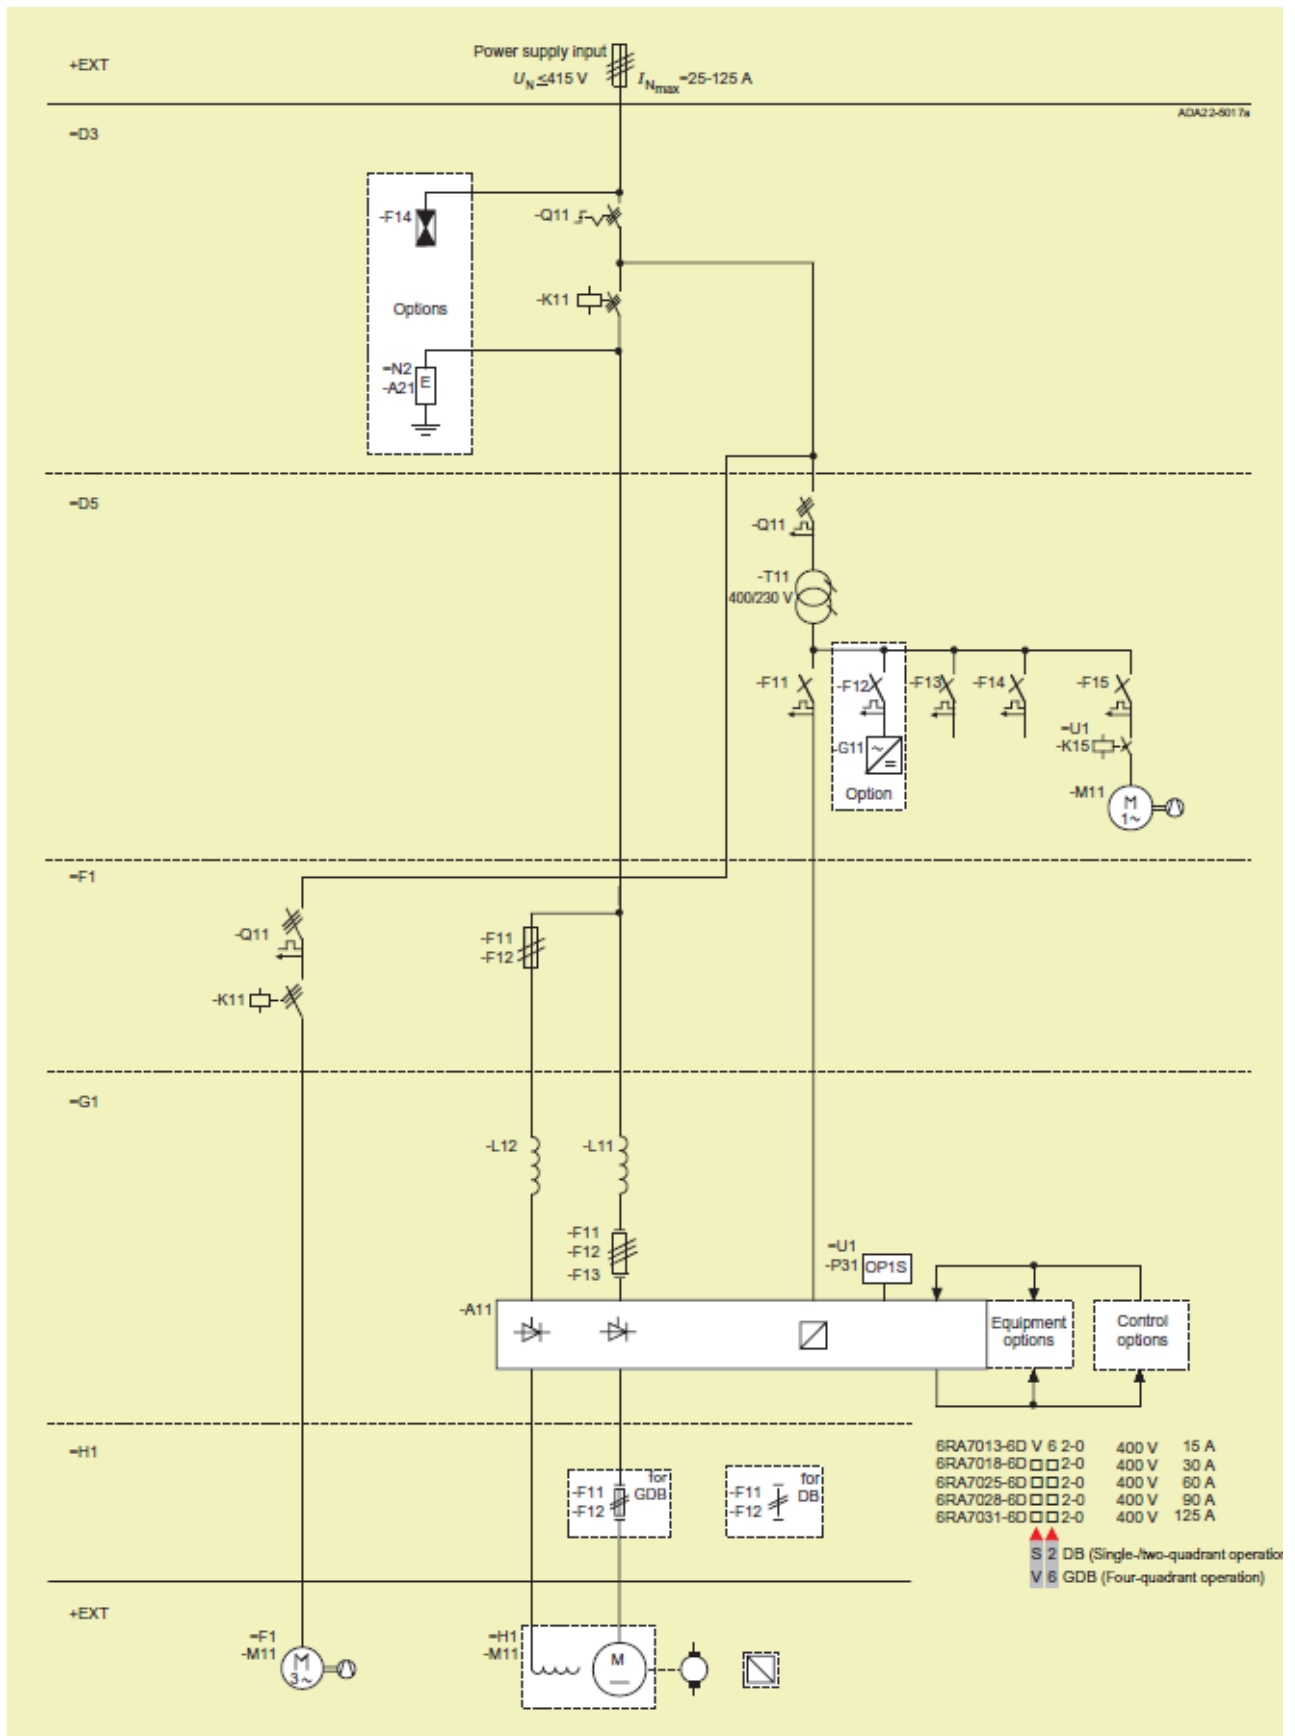 Power supply input
+EXT
U_N ≤415 V I_Nmax=25-125 A
ADA22-5017a
=D3
-F14
-Q11
-K11
Options
=N2
-A21
E
=D5
-Q11
-T11
400/230 V
-F11
-F12
-F13
-F14
-F15
=U1
-K15
-G11
~
=
Option
-M11
M
1~
=F1
-Q11
-F11
-F12
-K11
=G1
-L12
-L11
-F11
-F12
-F13
=U1
-P31
OP1S
-A11
Equipment
options
Control
options
=H1
6RA7013-6D V 6 2-0 400 V 15 A
6RA7018-6D□□2-0 400 V 30 A
6RA7025-6D□□2-0 400 V 60 A
6RA7028-6D□□2-0 400 V 90 A
6RA7031-6D□□2-0 400 V 125 A
for
GDB
-F11
-F12
for
DB
-F11
-F12
S 2 DB (Single-/two-quadrant operation
V 6 GDB (Four-quadrant operation)
+EXT
=F1
-M11
M
3~
=H1
-M11
M